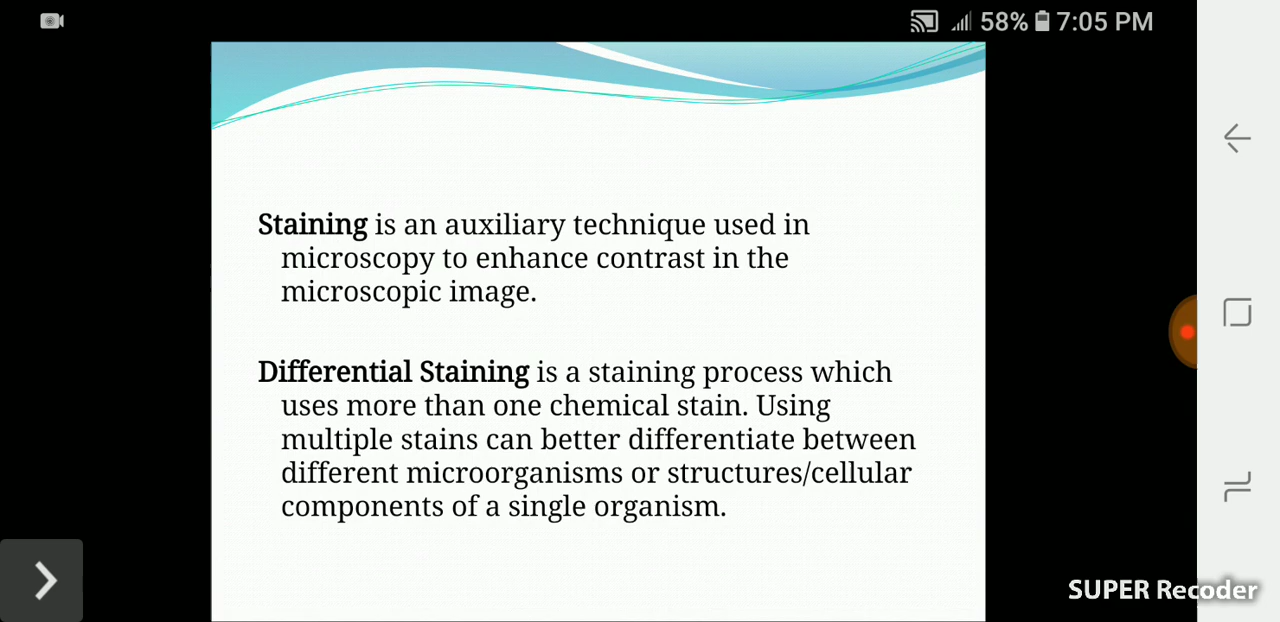 58% 7:05 PM
Staining is an auxiliary technique used in
microscopy to enhance contrast in the
microscopic image.
Differential Staining is a staining process which
uses more than one chemical stain. Using
multiple stains can better differentiate between
different microorganisms or structures/cellular
components of a single organism.
SUPER Recoder